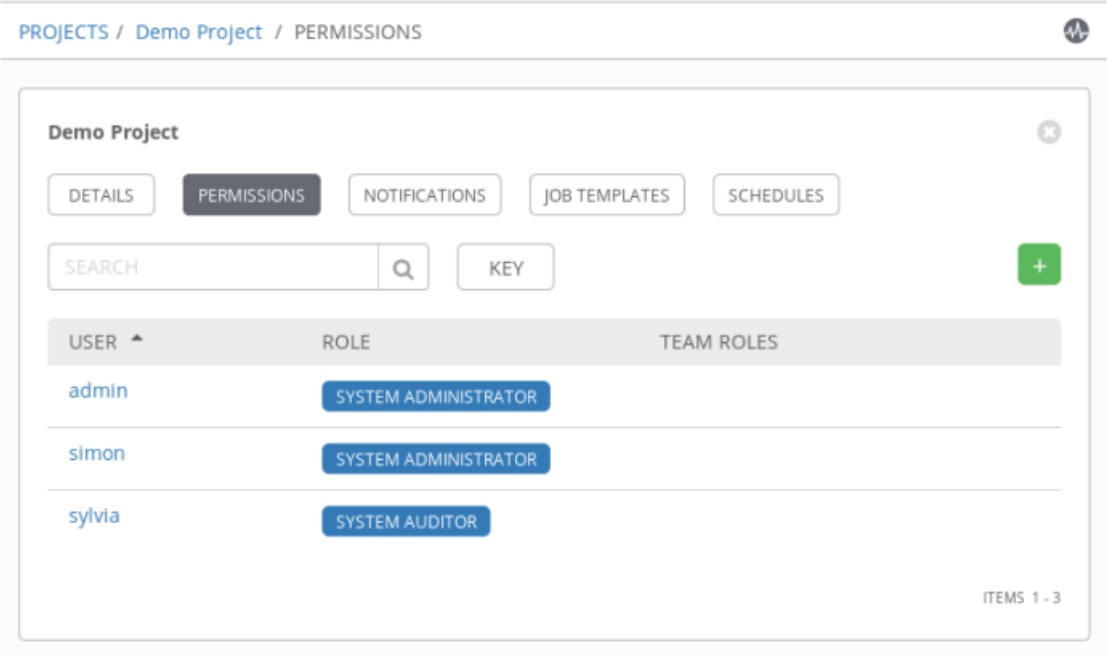 PROJECTS / Demo Project / PERMISSIONS
Demo Project
DETAILS PERMISSIONS NOTIFICATIONS JOB TEMPLATES SCHEDULES
SEARCH KEY +
USER ROLE TEAM ROLES
admin SYSTEM ADMINISTRATOR
simon SYSTEM ADMINISTRATOR
sylvia SYSTEM AUDITOR
ITEMS 1 - 3